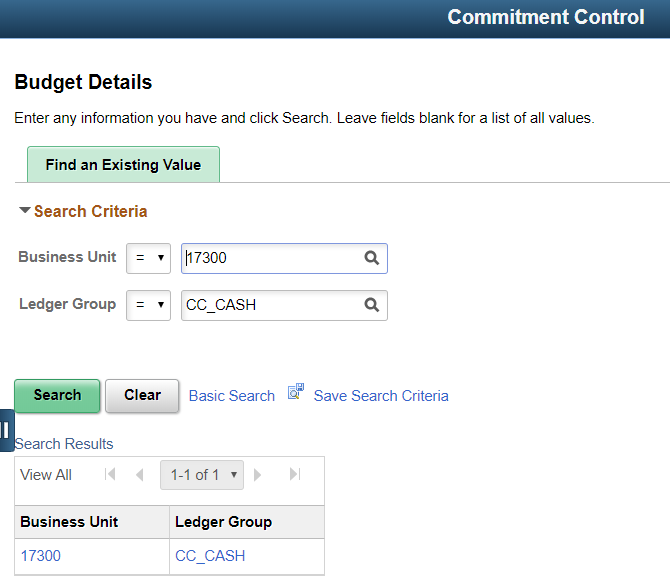 Commitment Control
Budget Details
Enter any information you have and click Search. Leave fields blank for a list of all values.
Find an Existing Value
Search Criteria
Business Unit = 17300
Ledger Group = CC_CASH
Search Clear Basic Search Save Search Criteria
Search Results
View All 1-1 of 1
Business Unit Ledger Group
17300 CC_CASH